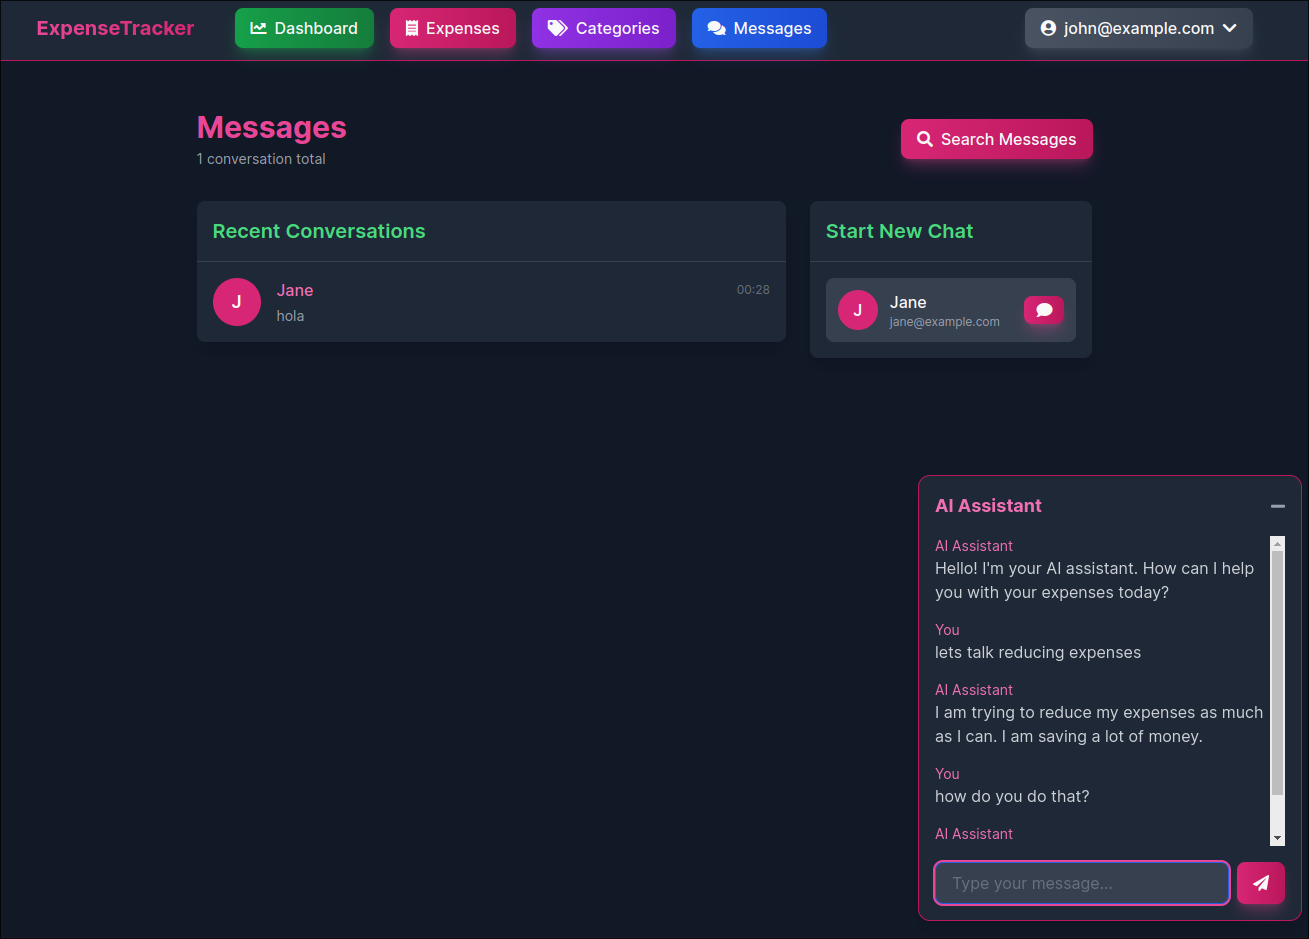 ExpenseTracker
Dashboard
Expenses
Categories
Messages
john@example.com
Messages
1 conversation total
Search Messages
Recent Conversations
J
Jane
00:28
hola
Start New Chat
J
Jane
jane@example.com
AI Assistant
AI Assistant
Hello! I'm your AI assistant. How can I help
you with your expenses today?
You
lets talk reducing expenses
AI Assistant
I am trying to reduce my expenses as much
as I can. I am saving a lot of money.
You
how do you do that?
AI Assistant
Type your message...